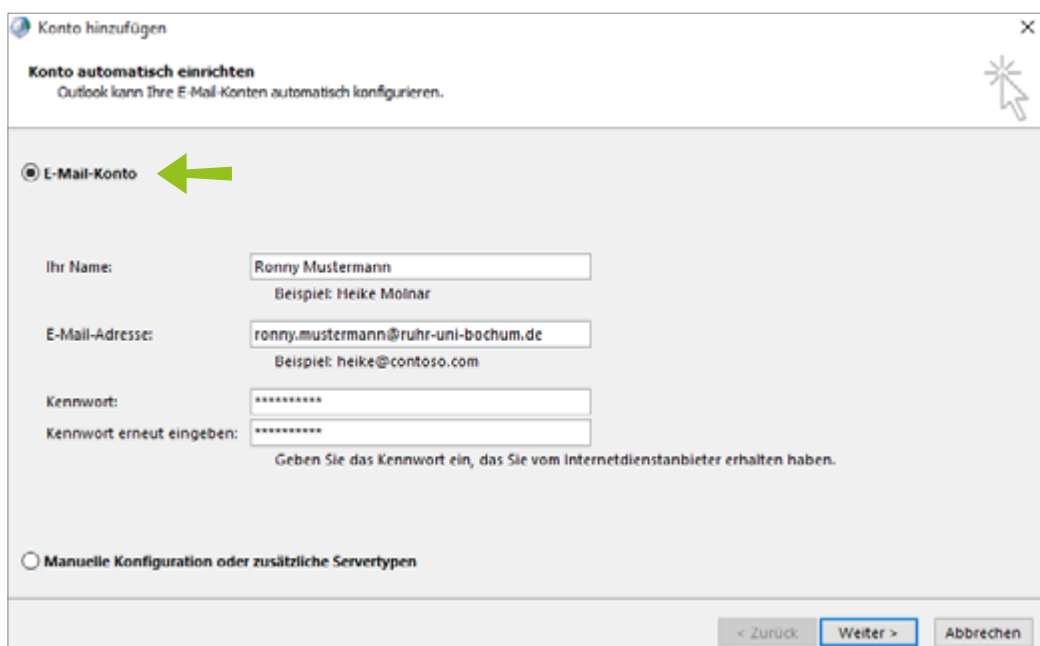 Konto hinzufügen
Konto automatisch einrichten
Outlook kann Ihre E-Mail-Konten automatisch konfigurieren.
E-Mail-Konto
Ihr Name: Ronny Mustermann
Beispiel: Heike Molnar
E-Mail-Adresse: ronny.mustermann@ruhr-uni-bochum.de
Beispiel: heike@contoso.com
Kennwort: **********
Kennwort erneut eingeben: **********
Geben Sie das Kennwort ein, das Sie vom Internetdienstanbieter erhalten haben.
Manuelle Konfiguration oder zusätzliche Servertypen
< Zurück Weiter > Abbrechen